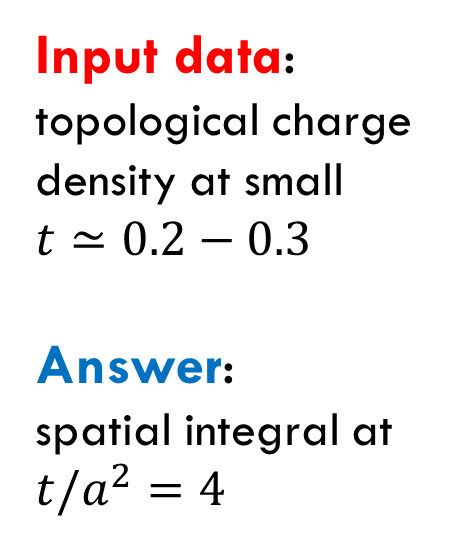 Input data:
topological charge
density at small
t ≃ 0.2 − 0.3
Answer:
spatial integral at
t/a² = 4